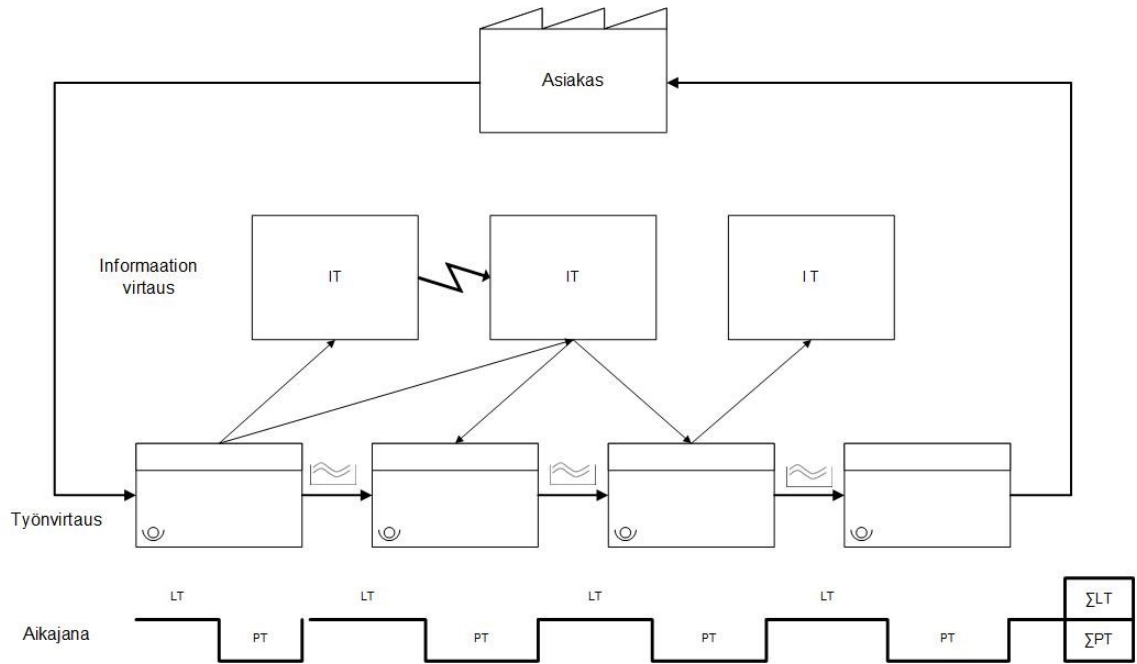 Asiakas
Informaation
virtaus
IT
IT
I T
Työnvirtaus
LT
LT
LT
LT
∑LT
Aikajana
PT
PT
PT
PT
∑PT